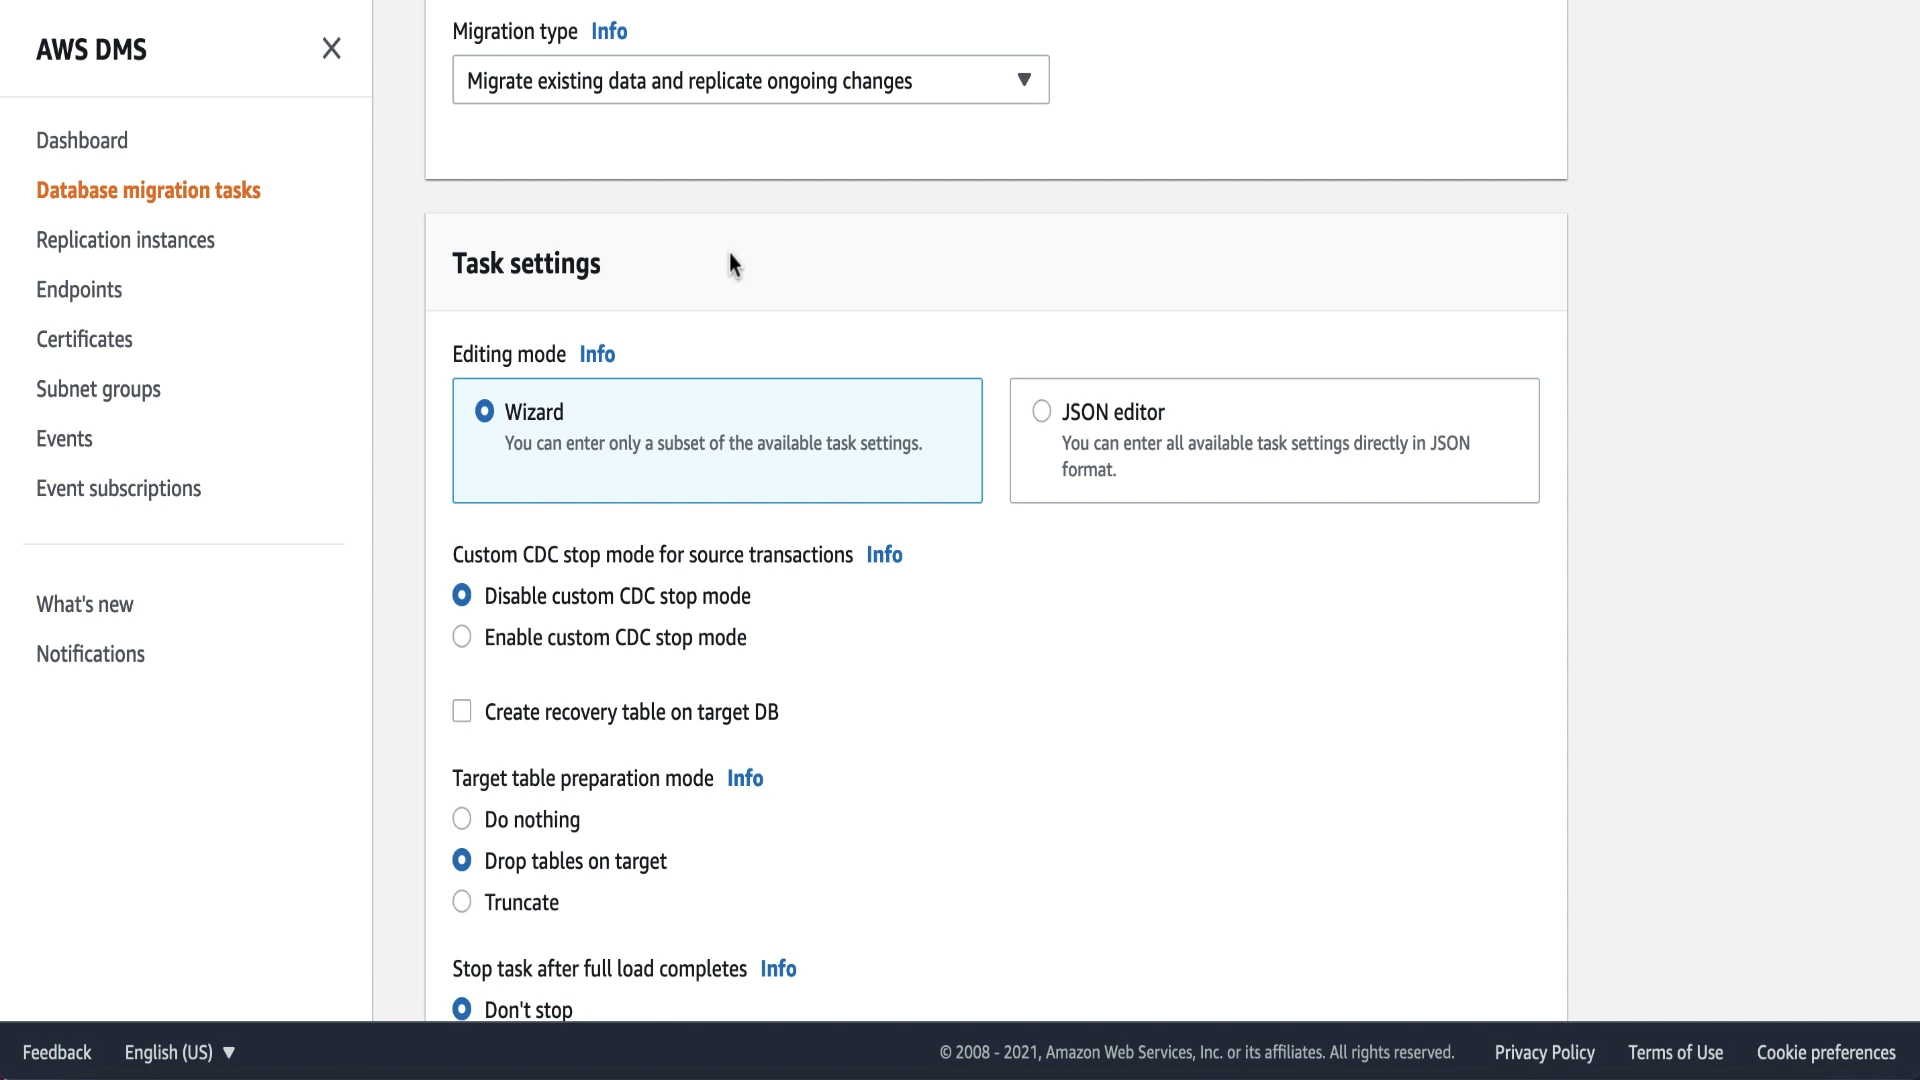 AWS DMS
Dashboard
Database migration tasks
Replication instances
Endpoints
Certificates
Subnet groups
Events
Event subscriptions
What's new
Notifications
Migration type Info
Migrate existing data and replicate ongoing changes
Task settings
Editing mode Info
Wizard
You can enter only a subset of the available task settings.
JSON editor
You can enter all available task settings directly in JSON
format.
Custom CDC stop mode for source transactions Info
Disable custom CDC stop mode
Enable custom CDC stop mode
Create recovery table on target DB
Target table preparation mode Info
Do nothing
Drop tables on target
Truncate
Stop task after full load completes Info
Don't stop
Feedback English (US) © 2008 - 2021, Amazon Web Services, Inc. or its affiliates. All rights reserved. Privacy Policy Terms of Use Cookie preferences